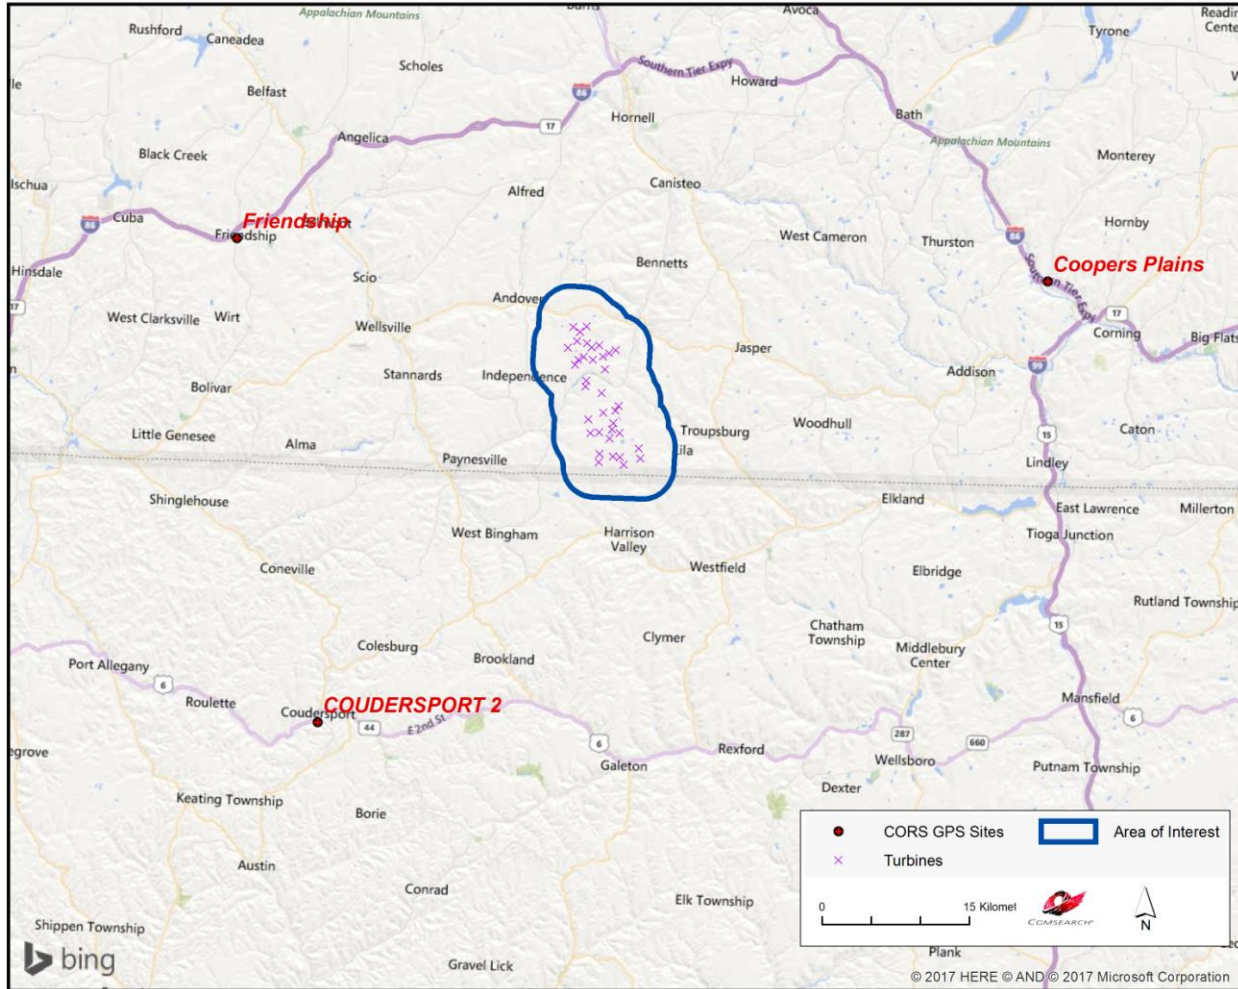 Burns
Avoca
Appalachian Mountains
Rushford
Caneadea
Tyrone
Scholes
Southern Tier Expy
Howard
86
Belfast
Hornell
Bath
17
Angelica
Appalachian Mountains
Black Creek
Monterey
Alfred
Canisteo
Ischua
Cuba
86
Friendship
Friendship
West Cameron
Thurston
86
Hornby
Hinsdale
Scio
Bennetts
Coopers Plains
Southern Tier Expy
17
Andover
17
West Clarksville
Wirt
Wellsville
Corning
Big Flats
Jasper
Stannards
Independence
Addison
99
Bolivar
Little Genesee
Alma
Troupsburg
Woodhull
15
Caton
Paynesville
Lindley
Shinglehouse
Elkland
East Lawrence
Millerton
West Bingham
Harrison
Valley
Tioga Junction
Coneville
Westfield
Elbridge
Rutland Township
Chatham
Township
15
Colesburg
Clymer
Middlebury
Center
Port Allegany
6
Brookland
Roulette
COUDERSPORT 2
Coudersport
44
E 2nd St
Mansfield
6
6
287
660
Rexford
Wellsboro
Galeton
Putnam Township
Dexter
Keating Township
Borie
CORS GPS Sites
Area of Interest
Turbines
Austin
Conrad
Elk Township
0
15 Kilomet
COMSEARCH
N
Shippen Township
bing
Gravel Lick
Plank
© 2017 HERE © AND © 2017 Microsoft Corporation